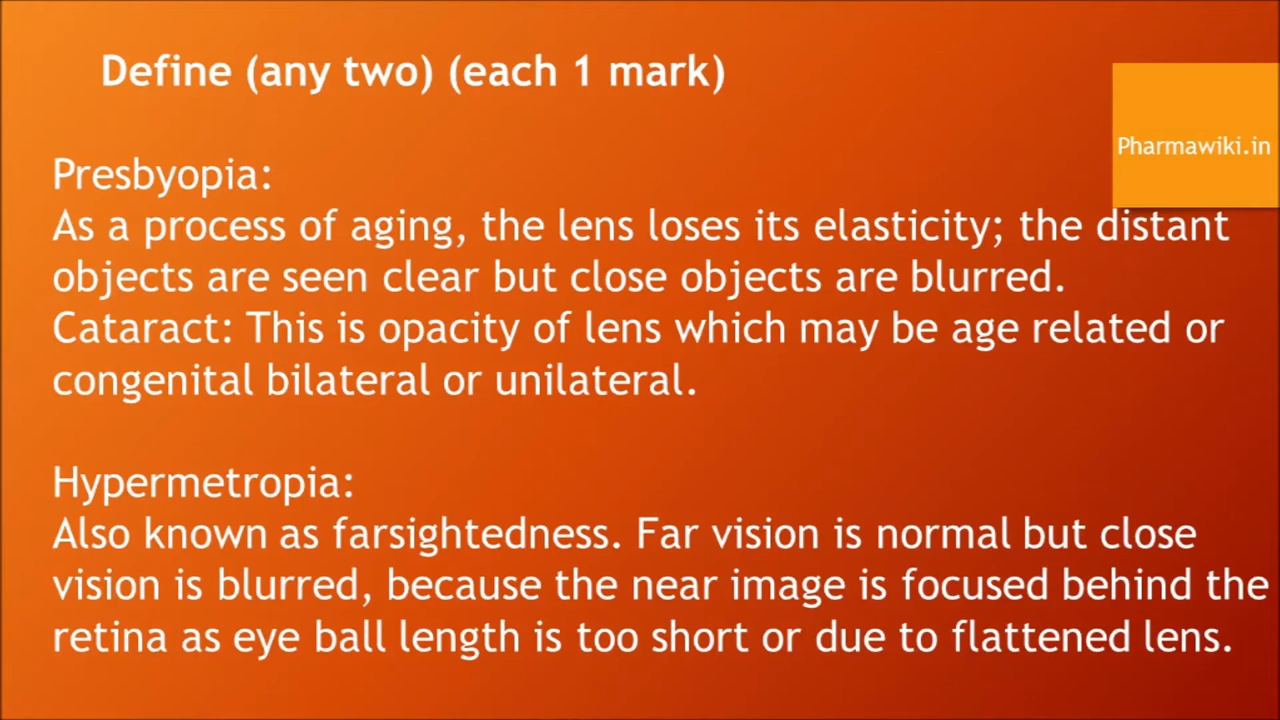 Define (any two) (each 1 mark)
Pharmawiki.in
Presbyopia:
As a process of aging, the lens loses its elasticity; the distant
objects are seen clear but close objects are blurred.
Cataract: This is opacity of lens which may be age related or
congenital bilateral or unilateral.
Hypermetropia:
Also known as farsightedness. Far vision is normal but close
vision is blurred, because the near image is focused behind the
retina as eye ball length is too short or due to flattened lens.